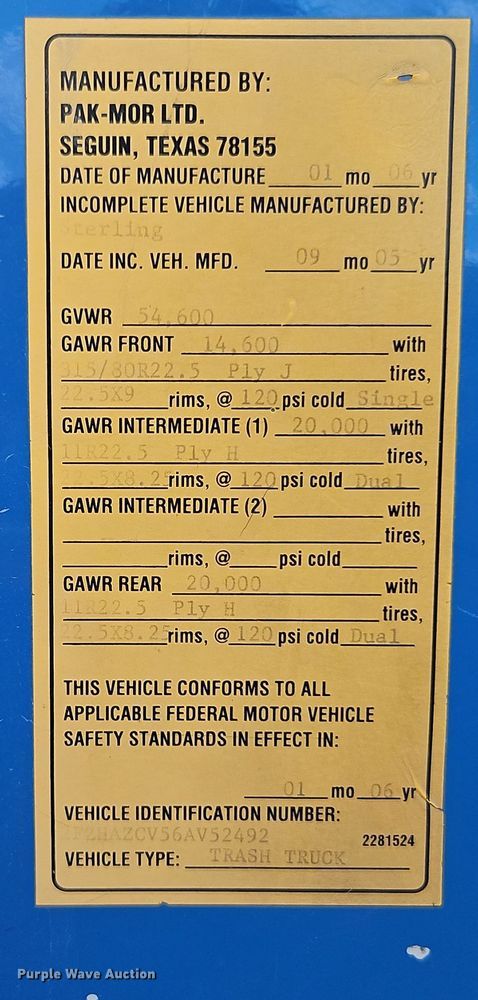 MANUFACTURED BY:
PAK-MOR LTD.
SEGUIN, TEXAS 78155
DATE OF MANUFACTURE 01 mo 06 yr
INCOMPLETE VEHICLE MANUFACTURED BY:
Sterling
DATE INC. VEH. MFD. 09 mo 05 yr
GVWR 54,600
GAWR FRONT 14,600 with
315/80R22.5 Ply J tires,
22.5X9 rims, @ 120 psi cold Single
GAWR INTERMEDIATE (1) 20,000 with
11R22.5 Ply H tires,
22.5X8.25 rims, @ 120 psi cold Dual
GAWR INTERMEDIATE (2) with
tires,
rims, @ psi cold
GAWR REAR 20,000 with
11R22.5 Ply H tires,
22.5X8.25 rims, @ 120 psi cold Dual
THIS VEHICLE CONFORMS TO ALL
APPLICABLE FEDERAL MOTOR VEHICLE
SAFETY STANDARDS IN EFFECT IN:
01 mo 06 yr
VEHICLE IDENTIFICATION NUMBER:
2281524
VEHICLE TYPE: TRASH TRUCK
Purple Wave Auction